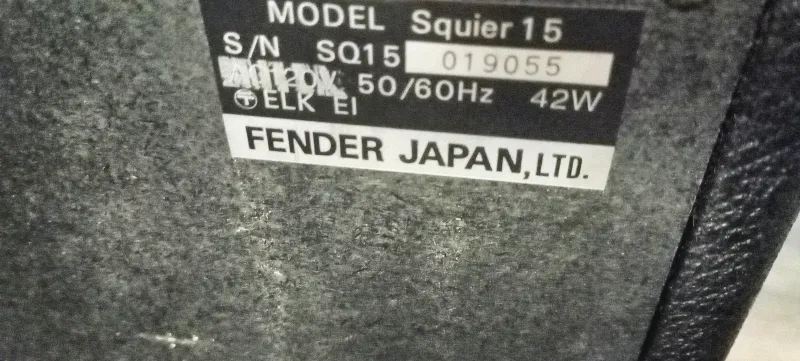 MODEL Squier 15
S/N SQ15 019055
50/60Hz 42W
T ELK EI
FENDER JAPAN, LTD.